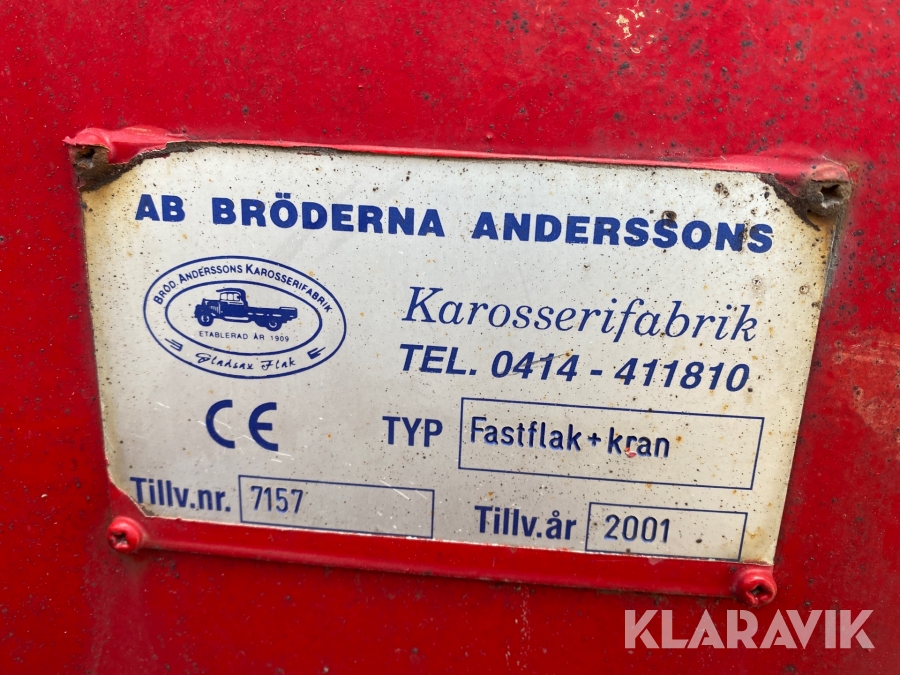 AB BRÖDERNA ANDERSSONS
BRÖD. ANDERSSONS KAROSSERIFABRIK
ETABLERAD ÅR 1909
Gladsax Flak
Karosserifabrik
TEL. 0414 - 411810
CE
TYP Fastflak + kran
Tillv.nr. 7157
Tillv.år 2001
KLARAVIK